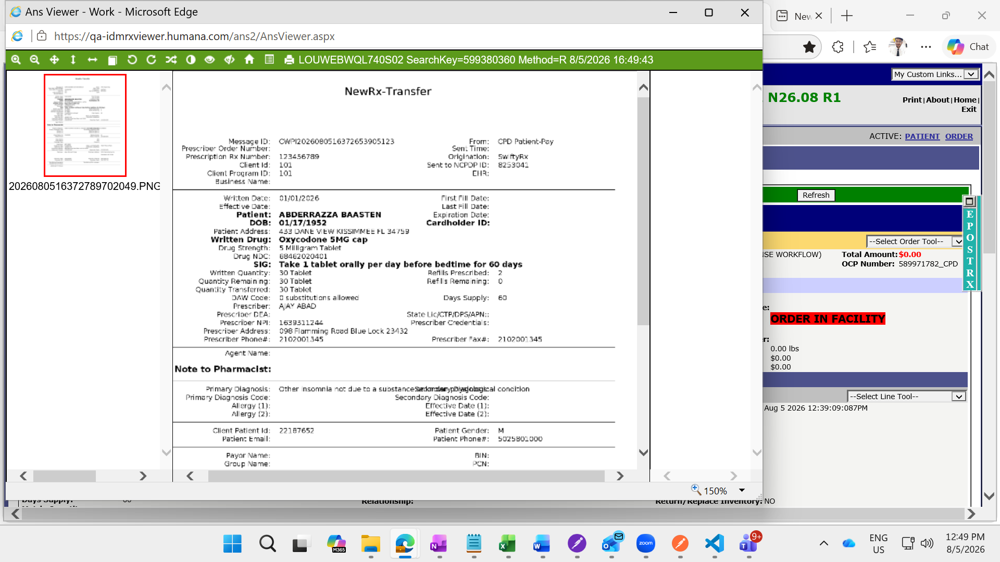 Ans Viewer - Work - Microsoft Edge
https://qa-idmrxviewer.humana.com/ans2/AnsViewer.aspx
LOUWEBWQL740S02 SearchKey=599380360 Method=R 8/5/2026 16:49:43
2026080516372789702049.PNG
NewRx-Transfer
Message ID: CWPI2026080516372653905123 From: CPD Patient-Pay
Prescriber Order Number: Sent Time:
Prescription Rx Number: 123456789 Origination: SwiftyRx
Client Id: 101 Sent to NCPDP ID: 8253041
Client Program ID: 101 EHR:
Business Name:
Written Date: 01/01/2026 First Fill Date:
Effective Date: Last Fill Date:
Patient: ABDERRAZZA BAASTEN Expiration Date:
DOB: 01/17/1952 Cardholder ID:
Patient Address: 433 DANE VIEW KISSIMMEE FL 34759
Written Drug: Oxycodone 5MG cap
Drug Strength: 5 Milligram Tablet
Drug NDC: 68462020401
SIG: Take 1 tablet orally per day before bedtime for 60 days
Written Quantity: 30 Tablet Refills Prescribed: 2
Quantity Remaining: 30 Tablet Refills Remaining: 0
Quantity Transferred: 30 Tablet
DAW Code: 0 substitutions allowed Days Supply: 60
Prescriber: AJAY ABAD
Prescriber DEA: State Lic/CTP/DPS/APN::
Prescriber NPI: 1639311244 Prescriber Credentials:
Prescriber Address: 098 Flamming Road Blue Lock 23432
Prescriber Phone#: 2102001345 Prescriber Fax#: 2102001345
Agent Name:
Note to Pharmacist:
Primary Diagnosis: Other insomnia not due to a substance condition
Primary Diagnosis Code: Secondary Diagnosis Code:
Allergy (1): Effective Date (1):
Allergy (2): Effective Date (2):
Client Patient Id: 22187652 Patient Gender: M
Patient Email: Patient Phone#: 5025801000
Payor Name: BIN:
Group Name: PCN:
150%
New
Chat
My Custom Links...
N26.08 R1
Print | About | Home |
Exit
ACTIVE: PATIENT ORDER
Refresh
--Select Order Tool--
NSE WORKFLOW) Total Amount: $0.00
OCP Number: 589971782_CPD
EPOSTRX
e:
ORDER IN FACILITY
r:
0.00 lbs
$0.00
$0.00
--Select Line Tool--
Aug 5 2026 12:39:09:087PM
Days Supply: 60 Relationship: Return/Replace Inventory: NO
M365
9+
ENG
US
12:49 PM
8/5/2026
zoom